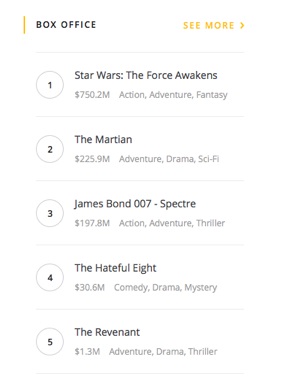 BOX OFFICE SEE MORE >
1 Star Wars: The Force Awakens
$750.2M Action, Adventure, Fantasy
2 The Martian
$225.9M Adventure, Drama, Sci-Fi
3 James Bond 007 - Spectre
$197.8M Action, Adventure, Thriller
4 The Hateful Eight
$30.6M Comedy, Drama, Mystery
5 The Revenant
$1.3M Adventure, Drama, Thriller